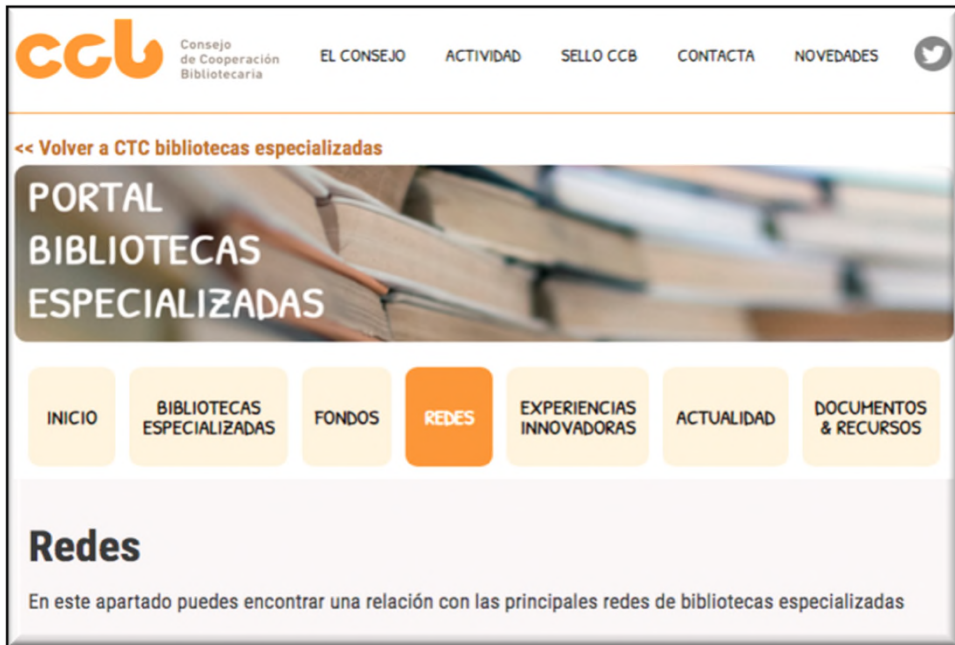 ccb
Consejo
de Cooperación
Bibliotecaria
EL CONSEJO ACTIVIDAD SELLO CCB CONTACTA NOVEDADES
<< Volver a CTC bibliotecas especializadas
PORTAL
BIBLIOTECAS
ESPECIALIZADAS
INICIO
BIBLIOTECAS
ESPECIALIZADAS
FONDOS
REDES
EXPERIENCIAS
INNOVADORAS
ACTUALIDAD
DOCUMENTOS
& RECURSOS
Redes
En este apartado puedes encontrar una relación con las principales redes de bibliotecas especializadas